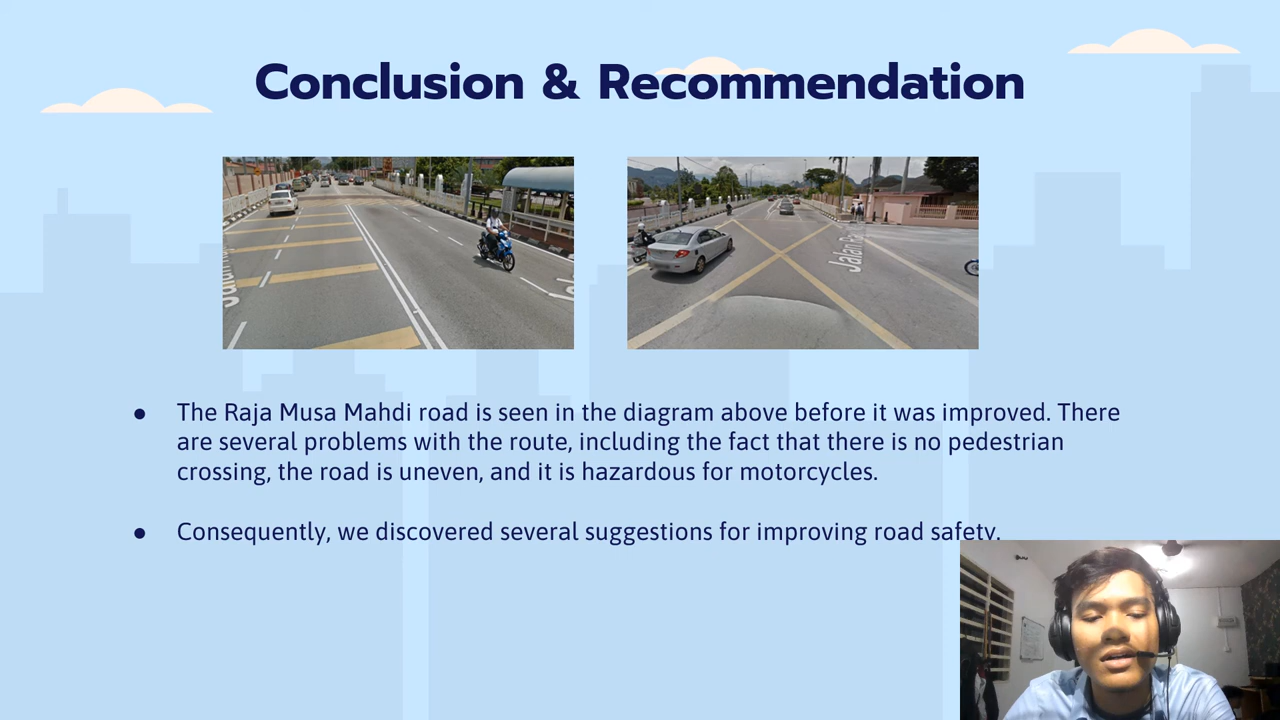 Conclusion & Recommendation
● The Raja Musa Mahdi road is seen in the diagram above before it was improved. There
are several problems with the route, including the fact that there is no pedestrian
crossing, the road is uneven, and it is hazardous for motorcycles.
● Consequently, we discovered several suggestions for improving road safety.